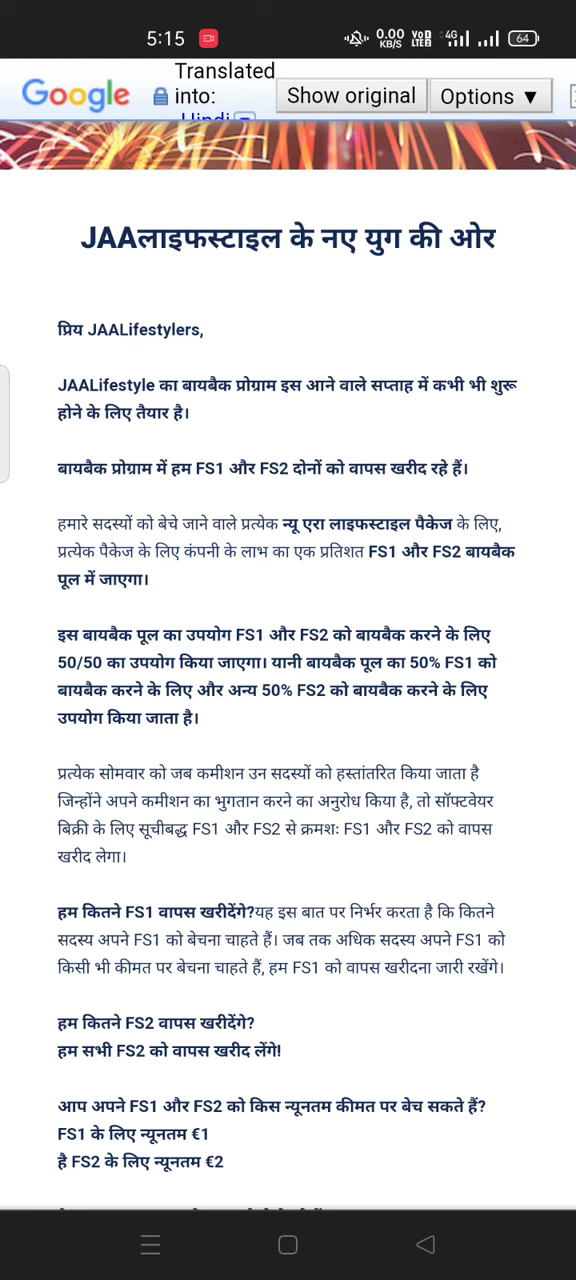 5:15
0.00
KB/S
Vo
LTE
4G
64
Google
Translated
into:
Hindi
Show original
Options ▼
JAAलाइफस्टाइल के नए युग की ओर
प्रिय JAALifestylers,
JAALifestyle का बायबैक प्रोग्राम इस आने वाले सप्ताह में कभी भी शुरू
होने के लिए तैयार है।
बायबैक प्रोग्राम में हम FS1 और FS2 दोनों को वापस खरीद रहे हैं।
हमारे सदस्यों को बेचे जाने वाले प्रत्येक न्यू एरा लाइफस्टाइल पैकेज के लिए,
प्रत्येक पैकेज के लिए कंपनी के लाभ का एक प्रतिशत FS1 और FS2 बायबैक
पूल में जाएगा।
इस बायबैक पूल का उपयोग FS1 और FS2 को बायबैक करने के लिए
50/50 का उपयोग किया जाएगा। यानी बायबैक पूल का 50% FS1 को
बायबैक करने के लिए और अन्य 50% FS2 को बायबैक करने के लिए
उपयोग किया जाता है।
प्रत्येक सोमवार को जब कमीशन उन सदस्यों को हस्तांतरित किया जाता है
जिन्होंने अपने कमीशन का भुगतान करने का अनुरोध किया है, तो सॉफ्टवेयर
बिक्री के लिए सूचीबद्ध FS1 और FS2 से क्रमशः FS1 और FS2 को वापस
खरीद लेगा।
हम कितने FS1 वापस खरीदेंगे?यह इस बात पर निर्भर करता है कि कितने
सदस्य अपने FS1 को बेचना चाहते हैं। जब तक अधिक सदस्य अपने FS1 को
किसी भी कीमत पर बेचना चाहते हैं, हम FS1 को वापस खरीदना जारी रखेंगे।
हम कितने FS2 वापस खरीदेंगे?
हम सभी FS2 को वापस खरीद लेंगे!
आप अपने FS1 और FS2 को किस न्यूनतम कीमत पर बेच सकते हैं?
FS1 के लिए न्यूनतम €1
है FS2 के लिए न्यूनतम €2